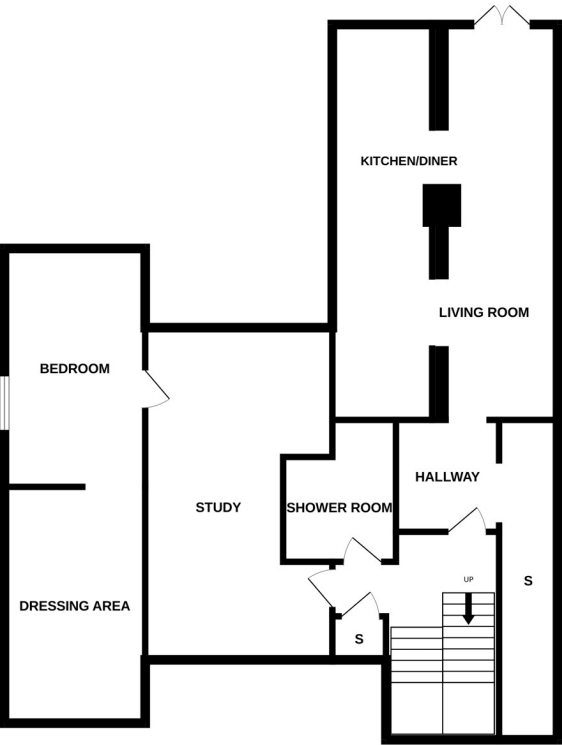 KITCHEN/DINER
LIVING ROOM
BEDROOM
HALLWAY
STUDY
SHOWER ROOM
UP
S
DRESSING AREA
S